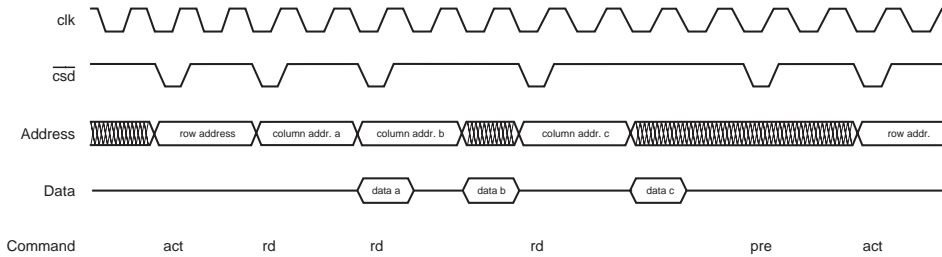 clk
csd
Address row address column addr. a column addr. b column addr. c row addr.
Data data a data b data c
Command act rd rd rd pre act